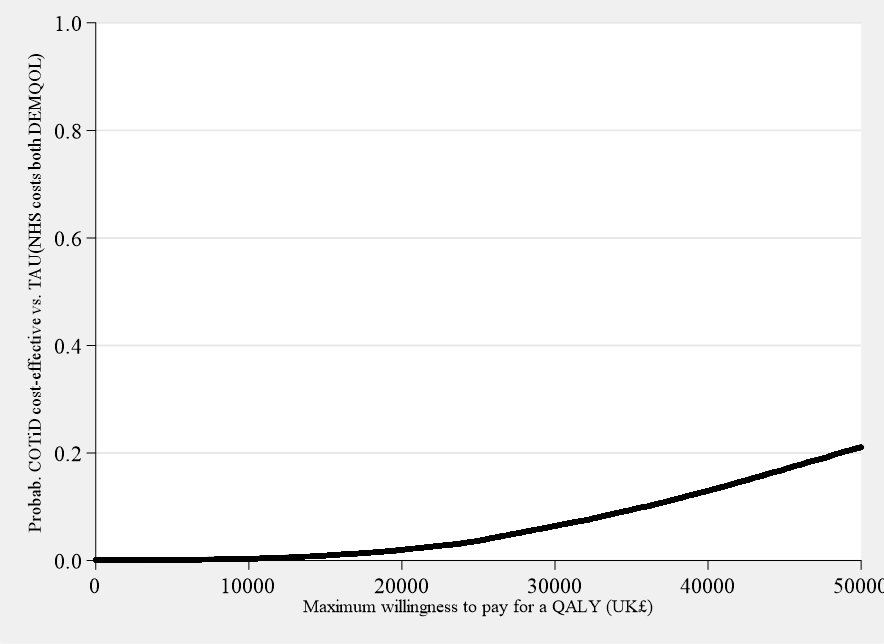 1.0
0.8
0.6
0.4
0.2
0.0
Probab. COTiD cost-effective vs. TAU(NHS costs both DEMQOL)
0 10000 20000 30000 40000 50000
Maximum willingness to pay for a QALY (UK£)